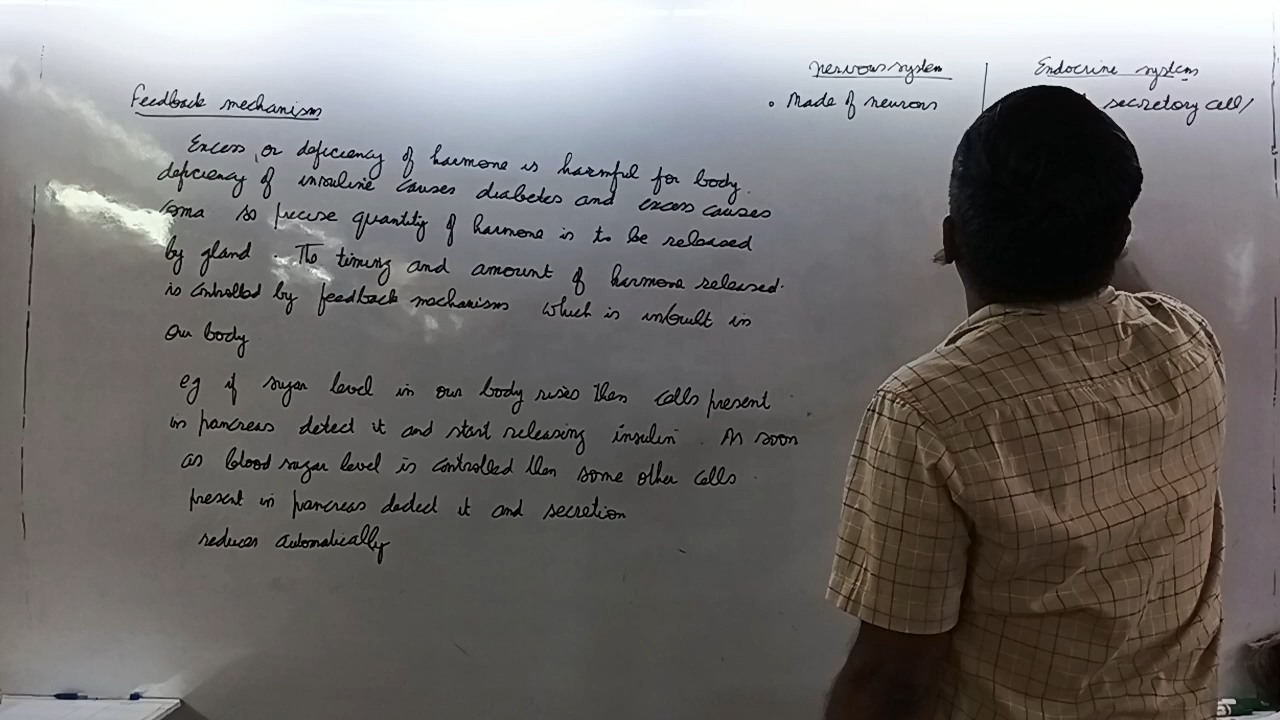 Feedback mechanism
Excess, or deficiency of harmone is harmful for body.
deficiency of insuline causes diabetes and excess causes
coma so precise quantity of harmone is to be released
by gland. The timing and amount of harmone released.
is controlled by feedback mechanism which is inbuilt in
our body
eg if sugar level in our body rises then cells present
in pancreas detect it and start releasing insulin. As soon
as blood sugar level is controlled then some other cells
present in pancreas detect it and secretion
reduces automatically
Nervous system
• Made of neurons
Endocrine system
secretory cell